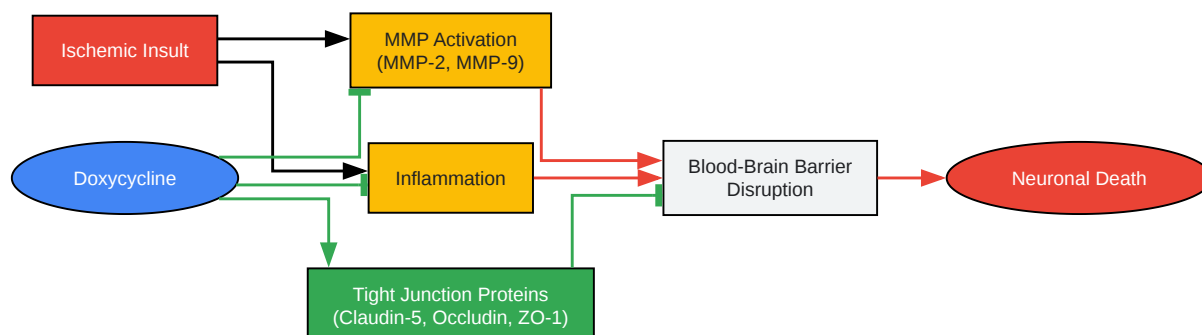 Ischemic Insult
MMP Activation
(MMP-2, MMP-9)
Doxycycline
Inflammation
Blood-Brain Barrier
Disruption
Neuronal Death
Tight Junction Proteins
(Claudin-5, Occludin, ZO-1)